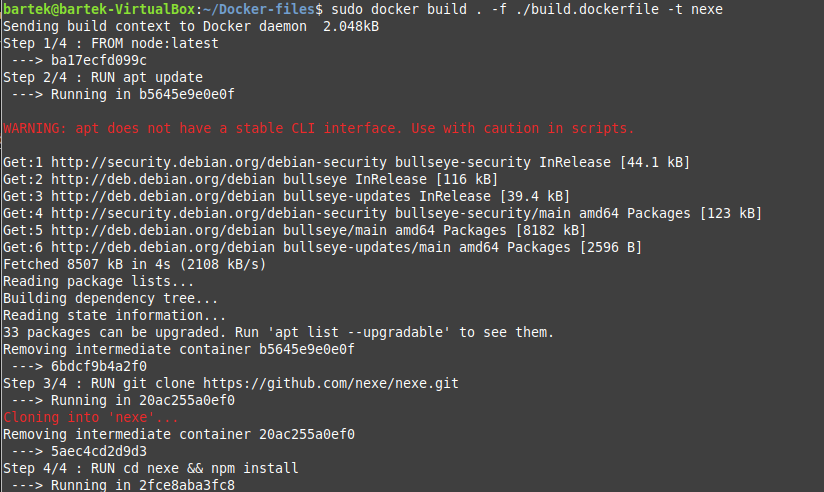 bartek@bartek-VirtualBox:~/Docker-files$ sudo docker build . -f ./build.dockerfile -t nexe
Sending build context to Docker daemon  2.048kB
Step 1/4 : FROM node:latest
 ---> ba17ecfd099c
Step 2/4 : RUN apt update
 ---> Running in b5645e9e0e0f
WARNING: apt does not have a stable CLI interface. Use with caution in scripts.
Get:1 http://security.debian.org/debian-security bullseye-security InRelease [44.1 kB]
Get:2 http://deb.debian.org/debian bullseye InRelease [116 kB]
Get:3 http://deb.debian.org/debian bullseye-updates InRelease [39.4 kB]
Get:4 http://security.debian.org/debian-security bullseye-security/main amd64 Packages [123 kB]
Get:5 http://deb.debian.org/debian bullseye/main amd64 Packages [8182 kB]
Get:6 http://deb.debian.org/debian bullseye-updates/main amd64 Packages [2596 B]
Fetched 8507 kB in 4s (2108 kB/s)
Reading package lists...
Building dependency tree...
Reading state information...
33 packages can be upgraded. Run 'apt list --upgradable' to see them.
Removing intermediate container b5645e9e0e0f
 ---> 6bdcf9b4a2f0
Step 3/4 : RUN git clone https://github.com/nexe/nexe.git
 ---> Running in 20ac255a0ef0
Cloning into 'nexe'...
Removing intermediate container 20ac255a0ef0
 ---> 5aec4cd2d9d3
Step 4/4 : RUN cd nexe && npm install
 ---> Running in 2fce8aba3fc8